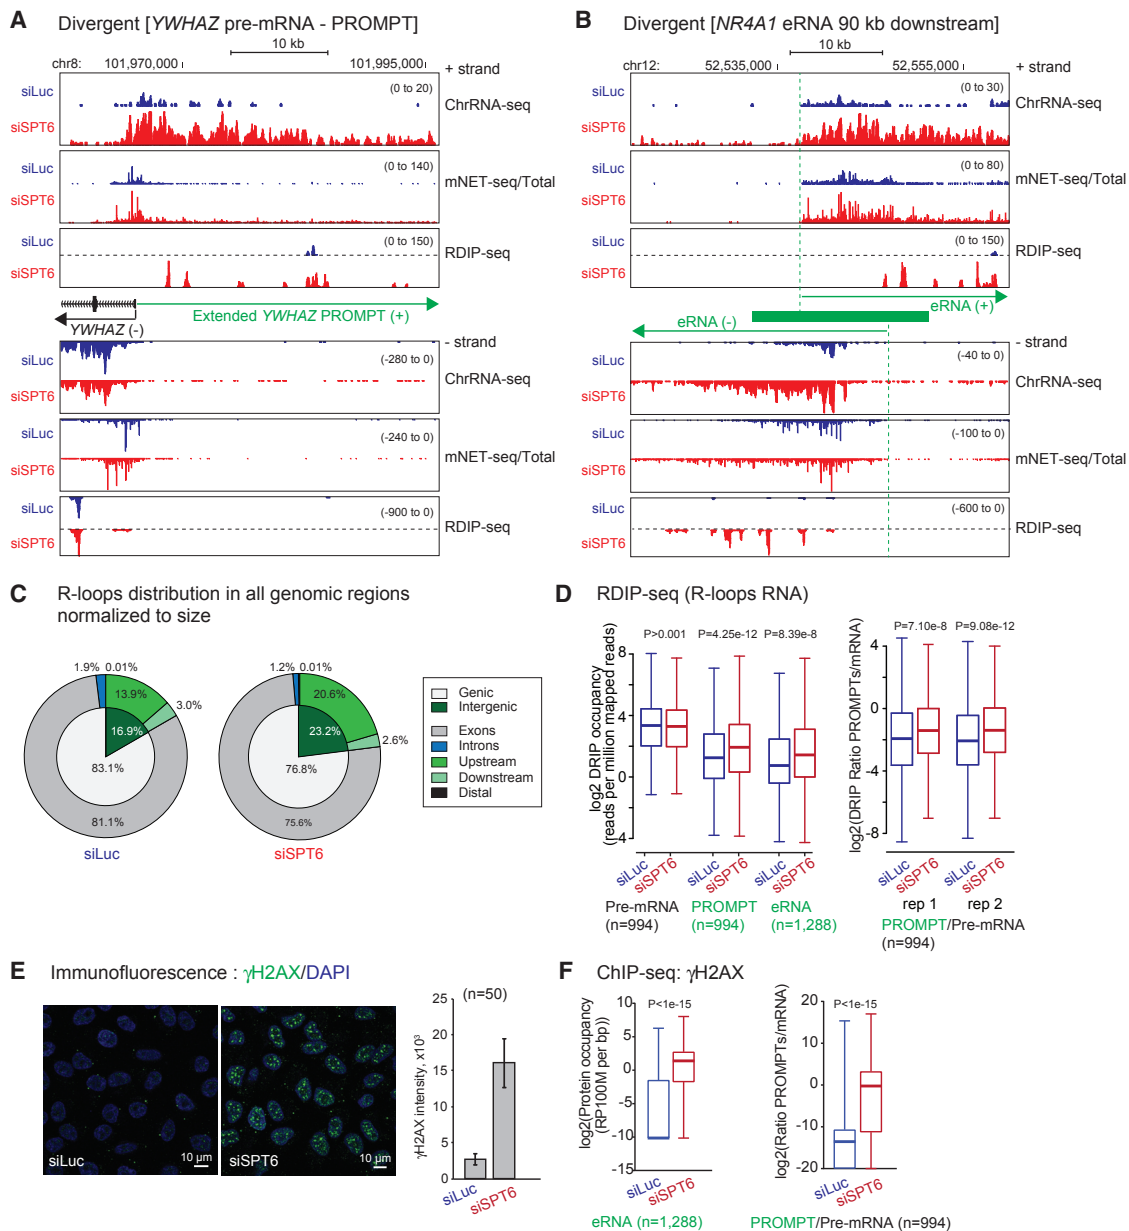 A Divergent [YWHAZ pre-mRNA - PROMPT]
10 kb
chr8: 101,970,000 101,995,000
+ strand
siLuc (0 to 20) ChrRNA-seq
siSPT6
siLuc (0 to 140) mNET-seq/Total
siSPT6
siLuc (0 to 150) RDIP-seq
siSPT6
YWHAZ (-) Extended YWHAZ PROMPT (+)
- strand
siLuc (-280 to 0) ChrRNA-seq
siSPT6
siLuc (-240 to 0) mNET-seq/Total
siSPT6
siLuc (-900 to 0) RDIP-seq
siSPT6
B Divergent [NR4A1 eRNA 90 kb downstream]
10 kb
chr12: 52,535,000 52,555,000
+ strand
siLuc (0 to 30) ChrRNA-seq
siSPT6
siLuc (0 to 80) mNET-seq/Total
siSPT6
siLuc (0 to 150) RDIP-seq
siSPT6
eRNA (+)
eRNA (-)
- strand
siLuc (-40 to 0) ChrRNA-seq
siSPT6
siLuc (-100 to 0) mNET-seq/Total
siSPT6
siLuc (-600 to 0) RDIP-seq
siSPT6
C R-loops distribution in all genomic regions
normalized to size
1.9% 0.01%
13.9%
3.0%
16.9%
83.1%
81.1%
siLuc
1.2% 0.01%
20.6%
2.6%
23.2%
76.8%
75.6%
siSPT6
Genic
Intergenic
Exons
Introns
Upstream
Downstream
Distal
D RDIP-seq (R-loops RNA)
log2 DRIP occupancy
(reads per million mapped reads)
P>0.001 P=4.25e-12 P=8.39e-8
8
4
0
-4
siLuc siSPT6 siLuc siSPT6 siLuc siSPT6
Pre-mRNA PROMPT eRNA
(n=994) (n=994) (n=1,288)
log2(DRIP Ratio PROMPTs/mRNA)
P=7.10e-8 P=9.08e-12
4
0
-4
-8
siLuc siSPT6 siLuc siSPT6
rep 1 rep 2
PROMPT/Pre-mRNA
(n=994)
E Immunofluorescence : γH2AX/DAPI
siLuc 10 µm
siSPT6 10 µm
γH2AX intensity, x10³
(n=50)
25
20
15
10
5
0
siLuc siSPT6
F ChIP-seq: γH2AX
log2(Protein occupancy
(RP100M per bp))
P<1e-15
10
5
0
-5
-10
-15
siLuc siSPT6
eRNA (n=1,288)
log2(Ratio PROMPTs/mRNA)
P<1e-15
20
10
0
-10
-20
siLuc siSPT6
PROMPT/Pre-mRNA (n=994)